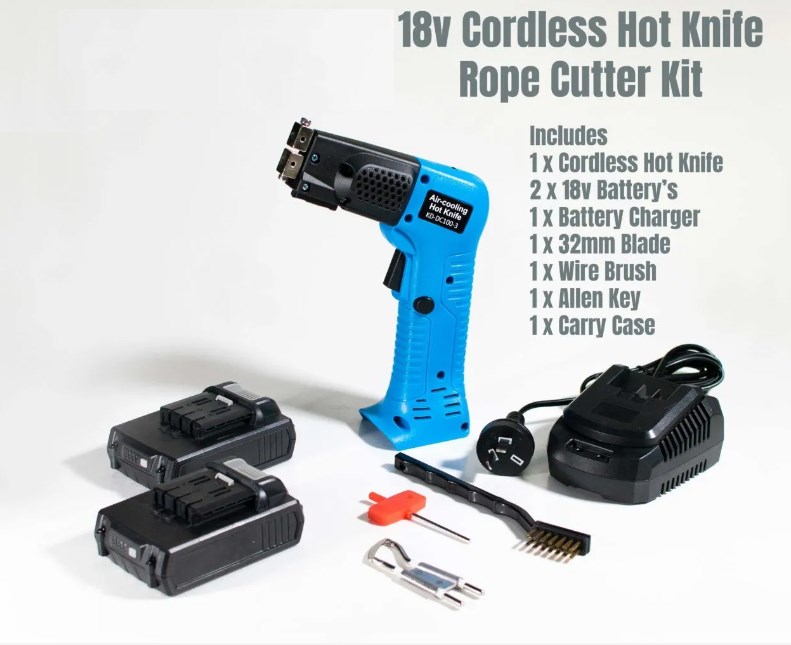 18v Cordless Hot Knife
Rope Cutter Kit
Includes
1 x Cordless Hot Knife
2 x 18v Battery's
1 x Battery Charger
1 x 32mm Blade
1 x Wire Brush
1 x Allen Key
1 x Carry Case
Air-cooling
Hot Knife
KD-DC100-3